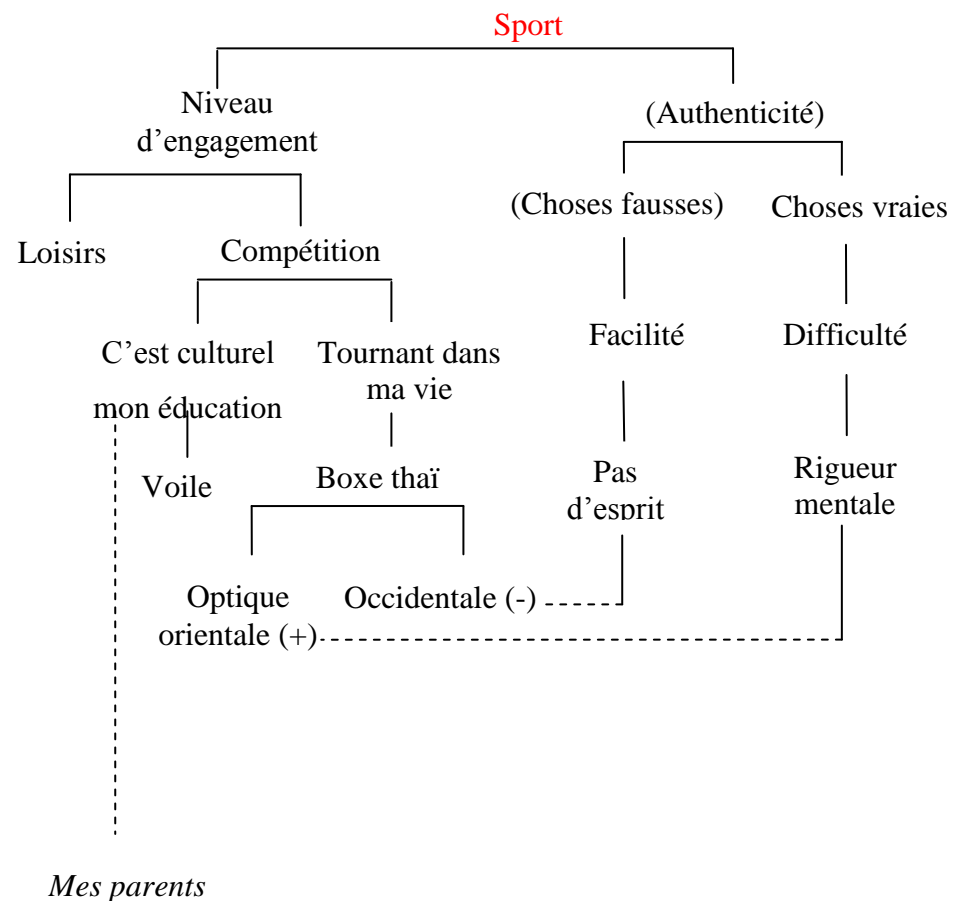 Sport
Niveau
d’engagement
(Authenticité)
(Choses fausses)
Choses vraies
Loisirs
Compétition
C’est culturel
mon éducation
Tournant dans
ma vie
Facilité
Difficulté
Voile
Boxe thaï
Pas
d’esprit
Rigueur
mentale
Optique
orientale (+)
Occidentale (-)
Mes parents